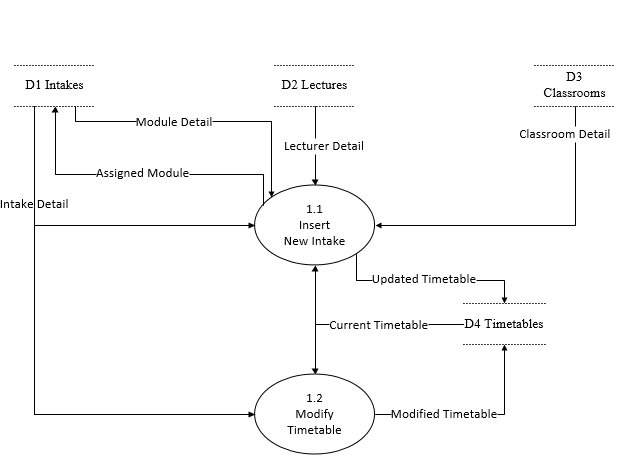 D1 Intakes
D2 Lectures
D3
Classrooms
Module Detail
Classroom Detail
Lecturer Detail
Assigned Module
Intake Detail
1.1
Insert
New Intake
Updated Timetable
Current Timetable
D4 Timetables
1.2
Modify
Timetable
Modified Timetable